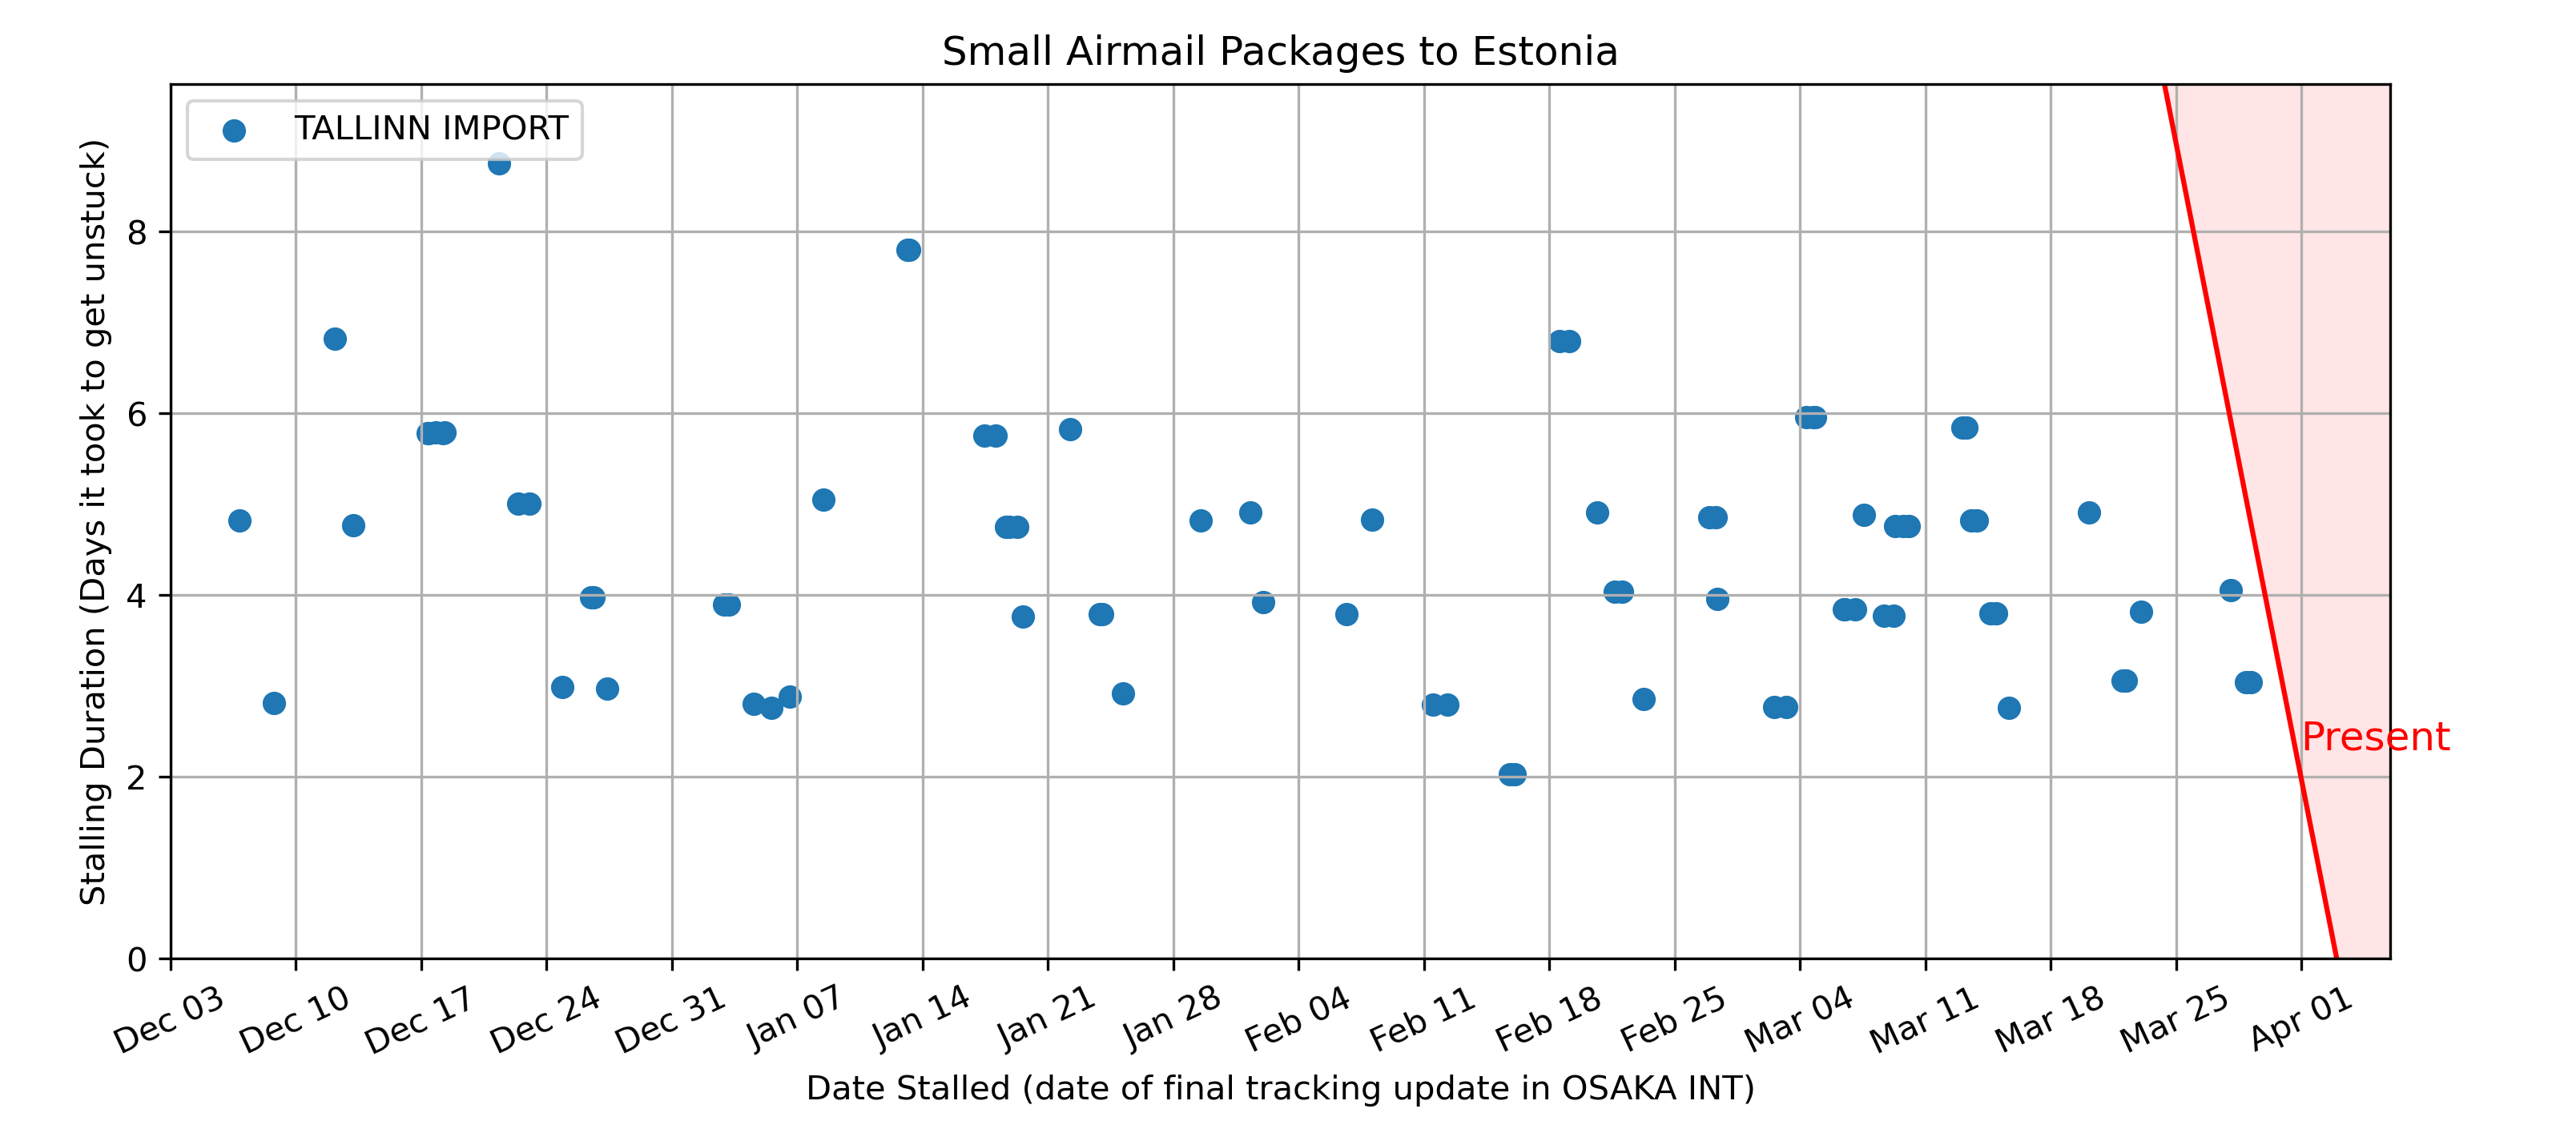 Small Airmail Packages to Estonia
TALLINN IMPORT
Stalling Duration (Days it took to get unstuck)
8
6
4
2
0
Present
Dec 03
Dec 10
Dec 17
Dec 24
Dec 31
Jan 07
Jan 14
Jan 21
Jan 28
Feb 04
Feb 11
Feb 18
Feb 25
Mar 04
Mar 11
Mar 18
Mar 25
Apr 01
Date Stalled (date of final tracking update in OSAKA INT)